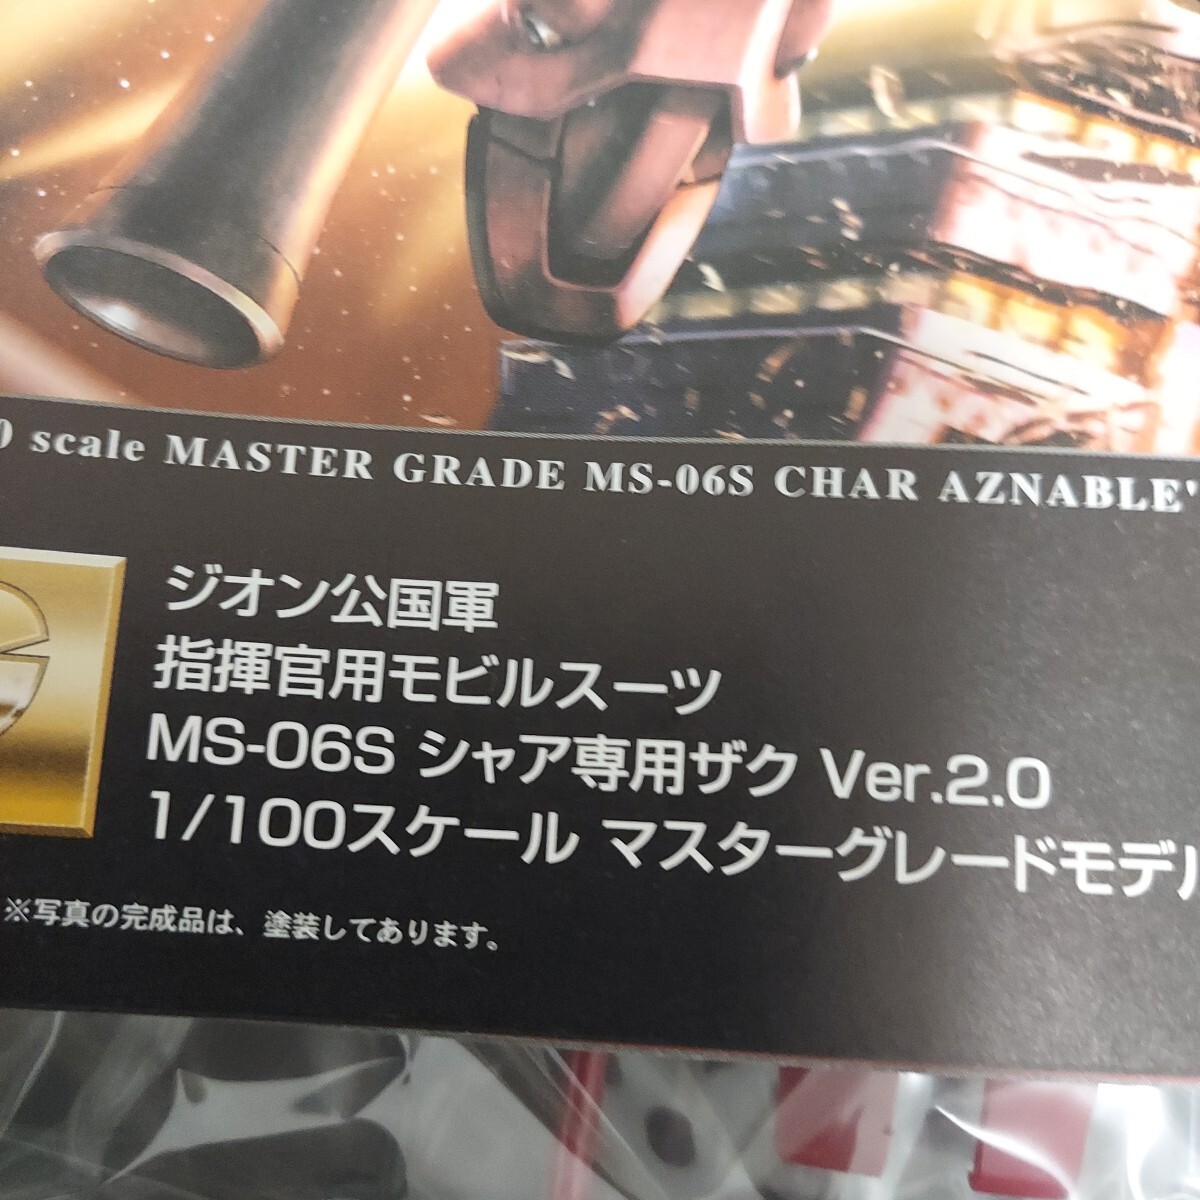 0 scale MASTER GRADE MS-06S CHAR AZNABLE'
ジオン公国軍
指揮官用モビルスーツ
MS-06S シャア専用ザク Ver.2.0
1/100スケール マスターグレードモデル
※写真の完成品は、塗装してあります。